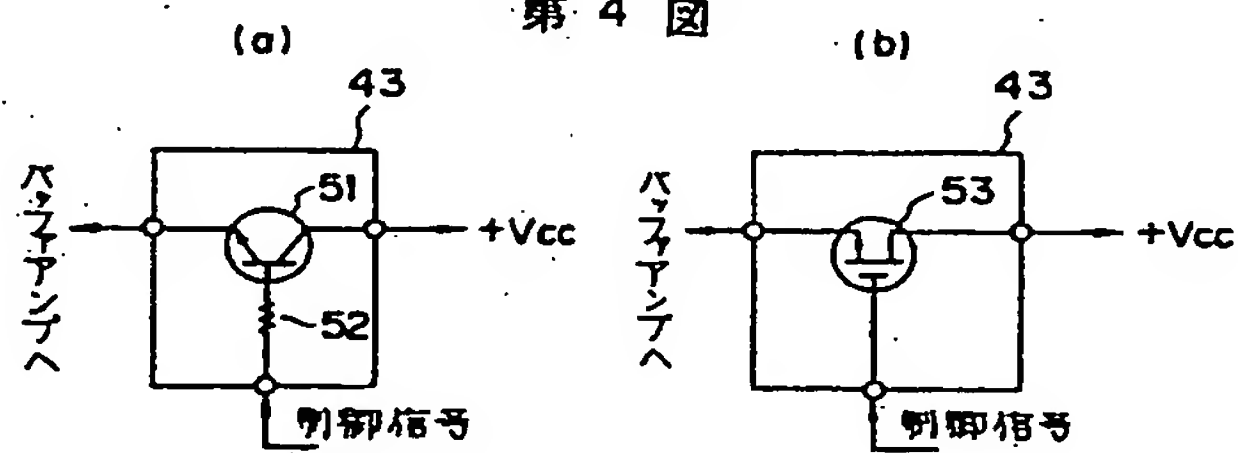 第 4 図
(a)
43
51
52
バッファアンプへ
+Vcc
制御信号
(b)
43
53
バッファアンプへ
+Vcc
制御信号